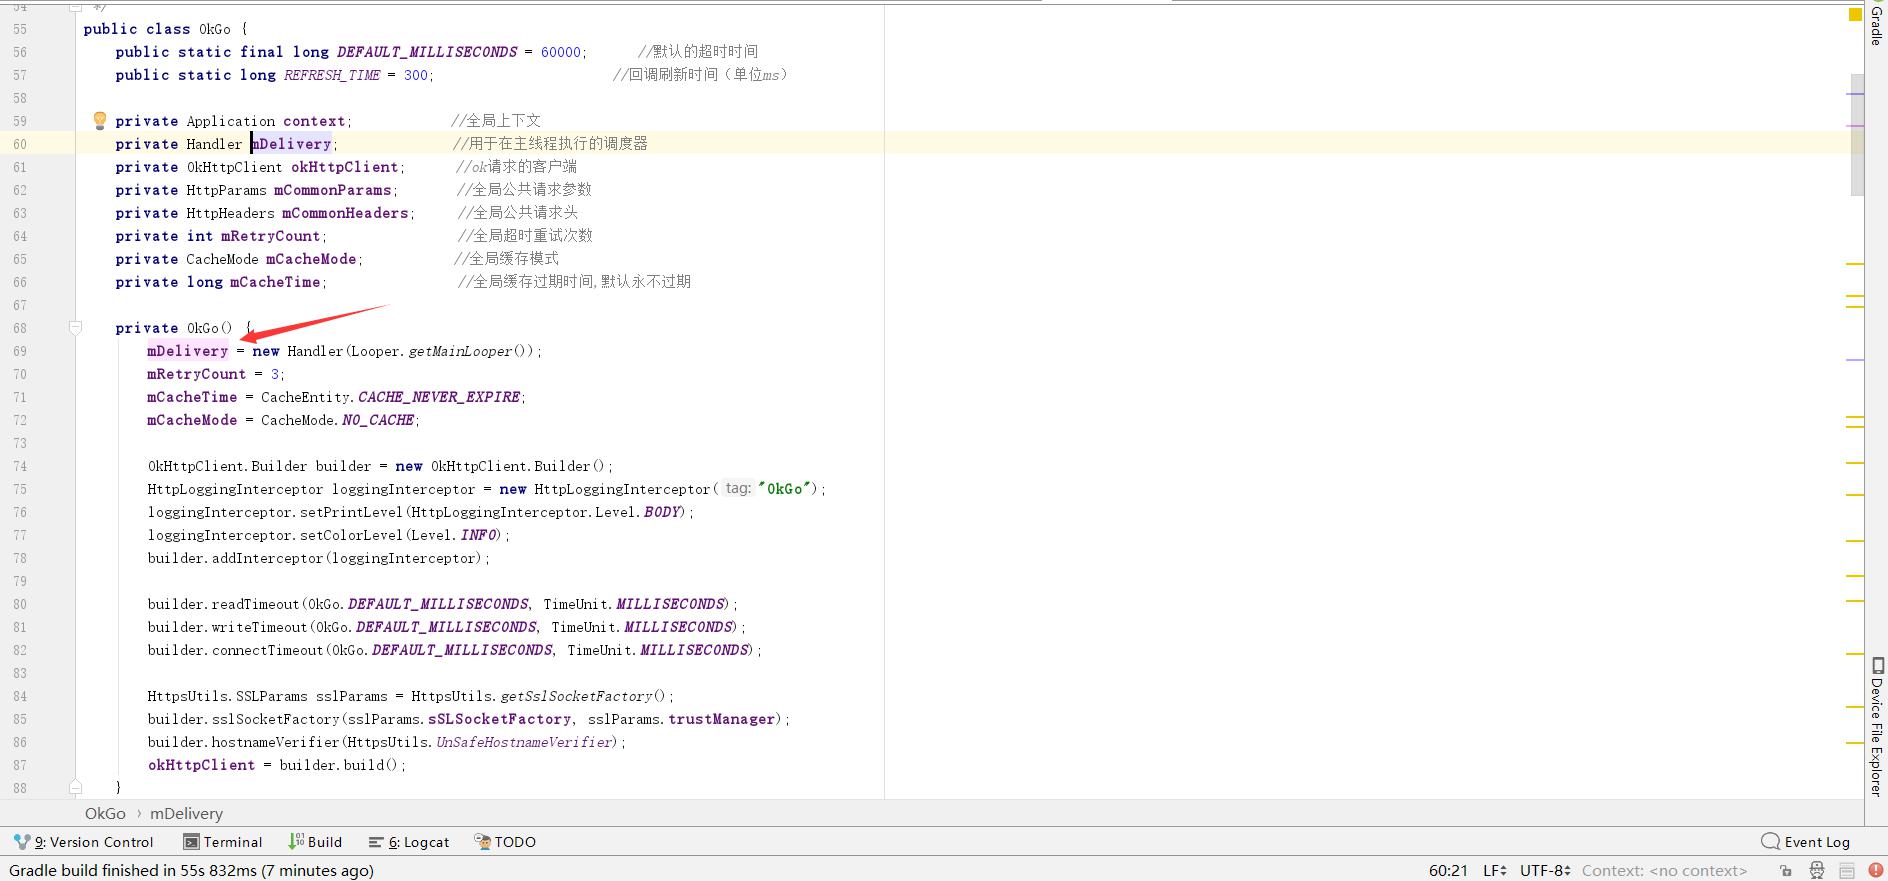 54 */
55 public class OkGo {
56 public static final long DEFAULT_MILLISECONDS = 60000; //默认的超时时间
57 public static long REFRESH_TIME = 300; //回调刷新时间（单位ms）
58
59 private Application context; //全局上下文
60 private Handler mDelivery; //用于在主线程执行的调度器
61 private OkHttpClient okHttpClient; //ok请求的客户端
62 private HttpParams mCommonParams; //全局公共请求参数
63 private HttpHeaders mCommonHeaders; //全局公共请求头
64 private int mRetryCount; //全局超时重试次数
65 private CacheMode mCacheMode; //全局缓存模式
66 private long mCacheTime; //全局缓存过期时间,默认永不过期
67
68 private OkGo() {
69 mDelivery = new Handler(Looper.getMainLooper());
70 mRetryCount = 3;
71 mCacheTime = CacheEntity.CACHE_NEVER_EXPIRE;
72 mCacheMode = CacheMode.NO_CACHE;
73
74 OkHttpClient.Builder builder = new OkHttpClient.Builder();
75 HttpLoggingInterceptor loggingInterceptor = new HttpLoggingInterceptor( tag: "OkGo");
76 loggingInterceptor.setPrintLevel(HttpLoggingInterceptor.Level.BODY);
77 loggingInterceptor.setColorLevel(Level.INFO);
78 builder.addInterceptor(loggingInterceptor);
79
80 builder.readTimeout(OkGo.DEFAULT_MILLISECONDS, TimeUnit.MILLISECONDS);
81 builder.writeTimeout(OkGo.DEFAULT_MILLISECONDS, TimeUnit.MILLISECONDS);
82 builder.connectTimeout(OkGo.DEFAULT_MILLISECONDS, TimeUnit.MILLISECONDS);
83
84 HttpsUtils.SSLParams sslParams = HttpsUtils.getSslSocketFactory();
85 builder.sslSocketFactory(sslParams.sSLSocketFactory, sslParams.trustManager);
86 builder.hostnameVerifier(HttpsUtils.UnSafeHostnameVerifier);
87 okHttpClient = builder.build();
88 }
OkGo › mDelivery
9: Version Control Terminal Build 6: Logcat TODO Event Log
Gradle build finished in 55s 832ms (7 minutes ago) 60:21 LF UTF-8 Context: <no context>
Gradle
Device File Explorer